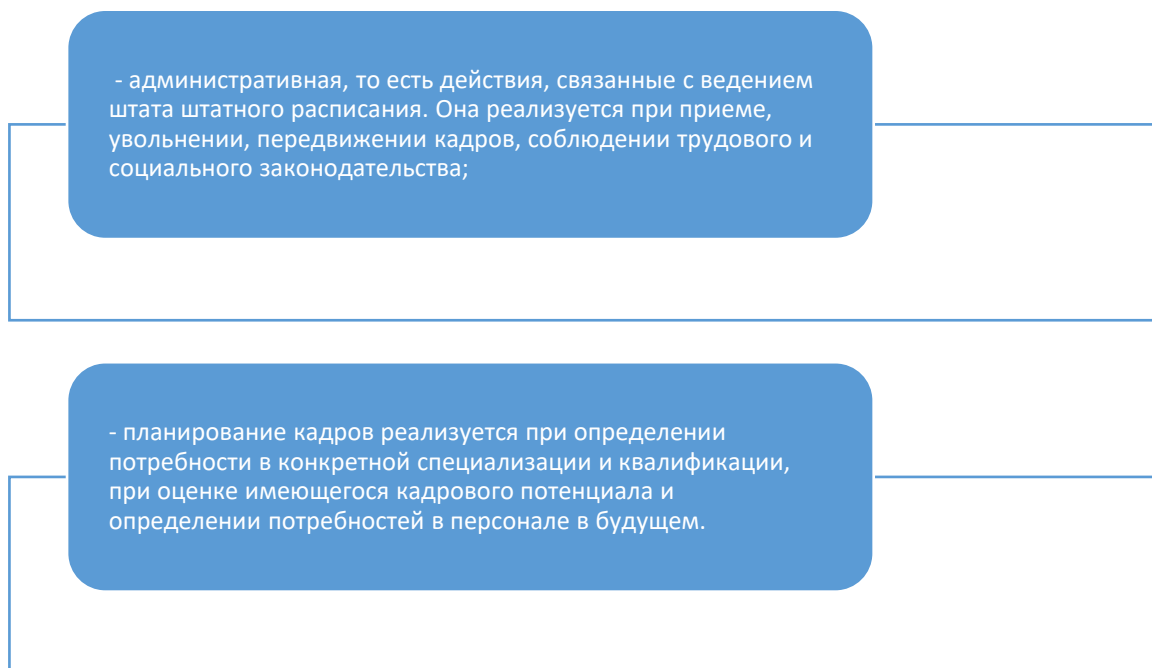 - административная, то есть действия, связанные с ведением
штата штатного расписания. Она реализуется при приеме,
увольнении, передвижении кадров, соблюдении трудового и
социального законодательства;
- планирование кадров реализуется при определении
потребности в конкретной специализации и квалификации,
при оценке имеющегося кадрового потенциала и
определении потребностей в персонале в будущем.